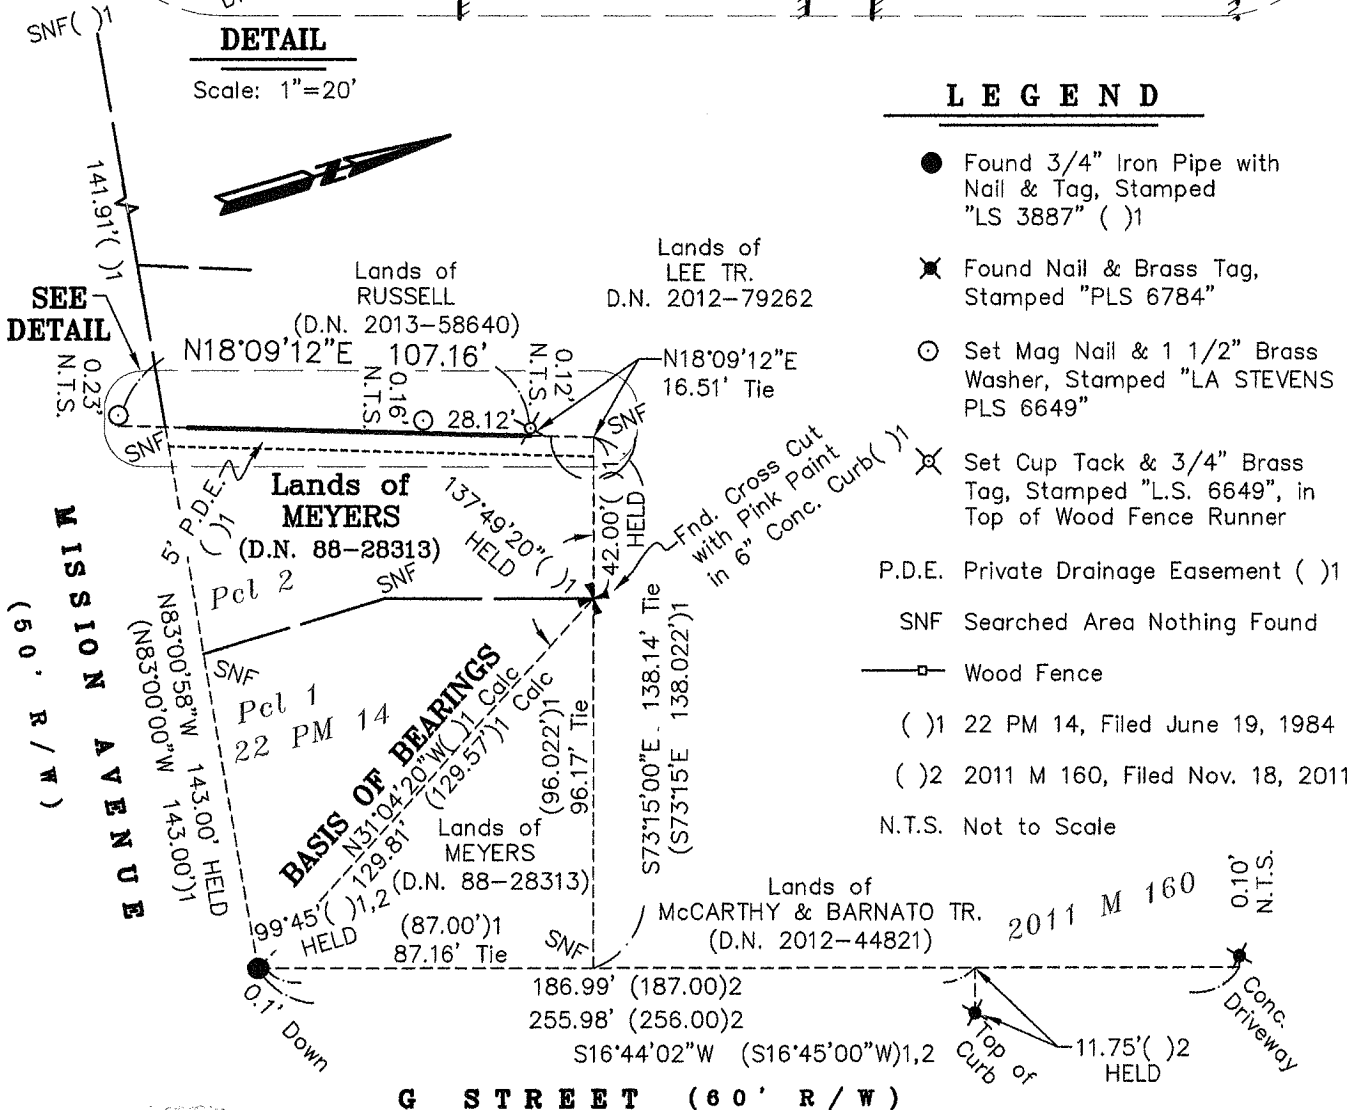 SNF( )1
DETAIL
Scale: 1"=20'
141.91'( )1
SEE
DETAIL
Lands of
RUSSELL
(D.N. 2013-58640)
Lands of
LEE TR.
D.N. 2012-79262
N18°09'12"E 107.16'
0.23'
N.T.S.
0.16'
N.T.S.
28.12'
0.12'
N.T.S.
N18°09'12"E
16.51' Tie
SNF
SNF
5' P.D.E.
( )1
Lands of
MEYERS
(D.N. 88-28313)
137°49'20"( )1
HELD
42.00'( )1
HELD
Fnd. Cross Cut
with Pink Paint
in 6" Conc. Curb( )1
Pcl 2
SNF
SNF
Pcl 1
22 PM 14
MISSION AVENUE
(50' R/W)
N83°00'58"W 143.00' HELD
(N83°00'00"W 143.00')1
BASIS OF BEARINGS
N31°04'20"W( )1 Calc
129.81' (129.57')1 Calc
(96.022')1
96.17' Tie
S73°15'00"E 138.14' Tie
(S73°15'E 138.022')1
Lands of
MEYERS
(D.N. 88-28313)
99°45'( )1,2
HELD
(87.00')1
87.16' Tie
SNF
Lands of
McCARTHY & BARNATO TR.
(D.N. 2012-44821)
2011 M 160
0.10'
N.T.S.
0.1' Down
186.99' (187.00)2
255.98' (256.00)2
S16°44'02"W (S16°45'00"W)1,2
Top of
Curb
11.75'( )2
HELD
Conc.
Driveway
G STREET (60' R/W)
LEGEND
Found 3/4" Iron Pipe with
Nail & Tag, Stamped
"LS 3887" ( )1
Found Nail & Brass Tag,
Stamped "PLS 6784"
Set Mag Nail & 1 1/2" Brass
Washer, Stamped "LA STEVENS
PLS 6649"
Set Cup Tack & 3/4" Brass
Tag, Stamped "L.S. 6649", in
Top of Wood Fence Runner
P.D.E. Private Drainage Easement ( )1
SNF Searched Area Nothing Found
Wood Fence
( )1 22 PM 14, Filed June 19, 1984
( )2 2011 M 160, Filed Nov. 18, 2011
N.T.S. Not to Scale